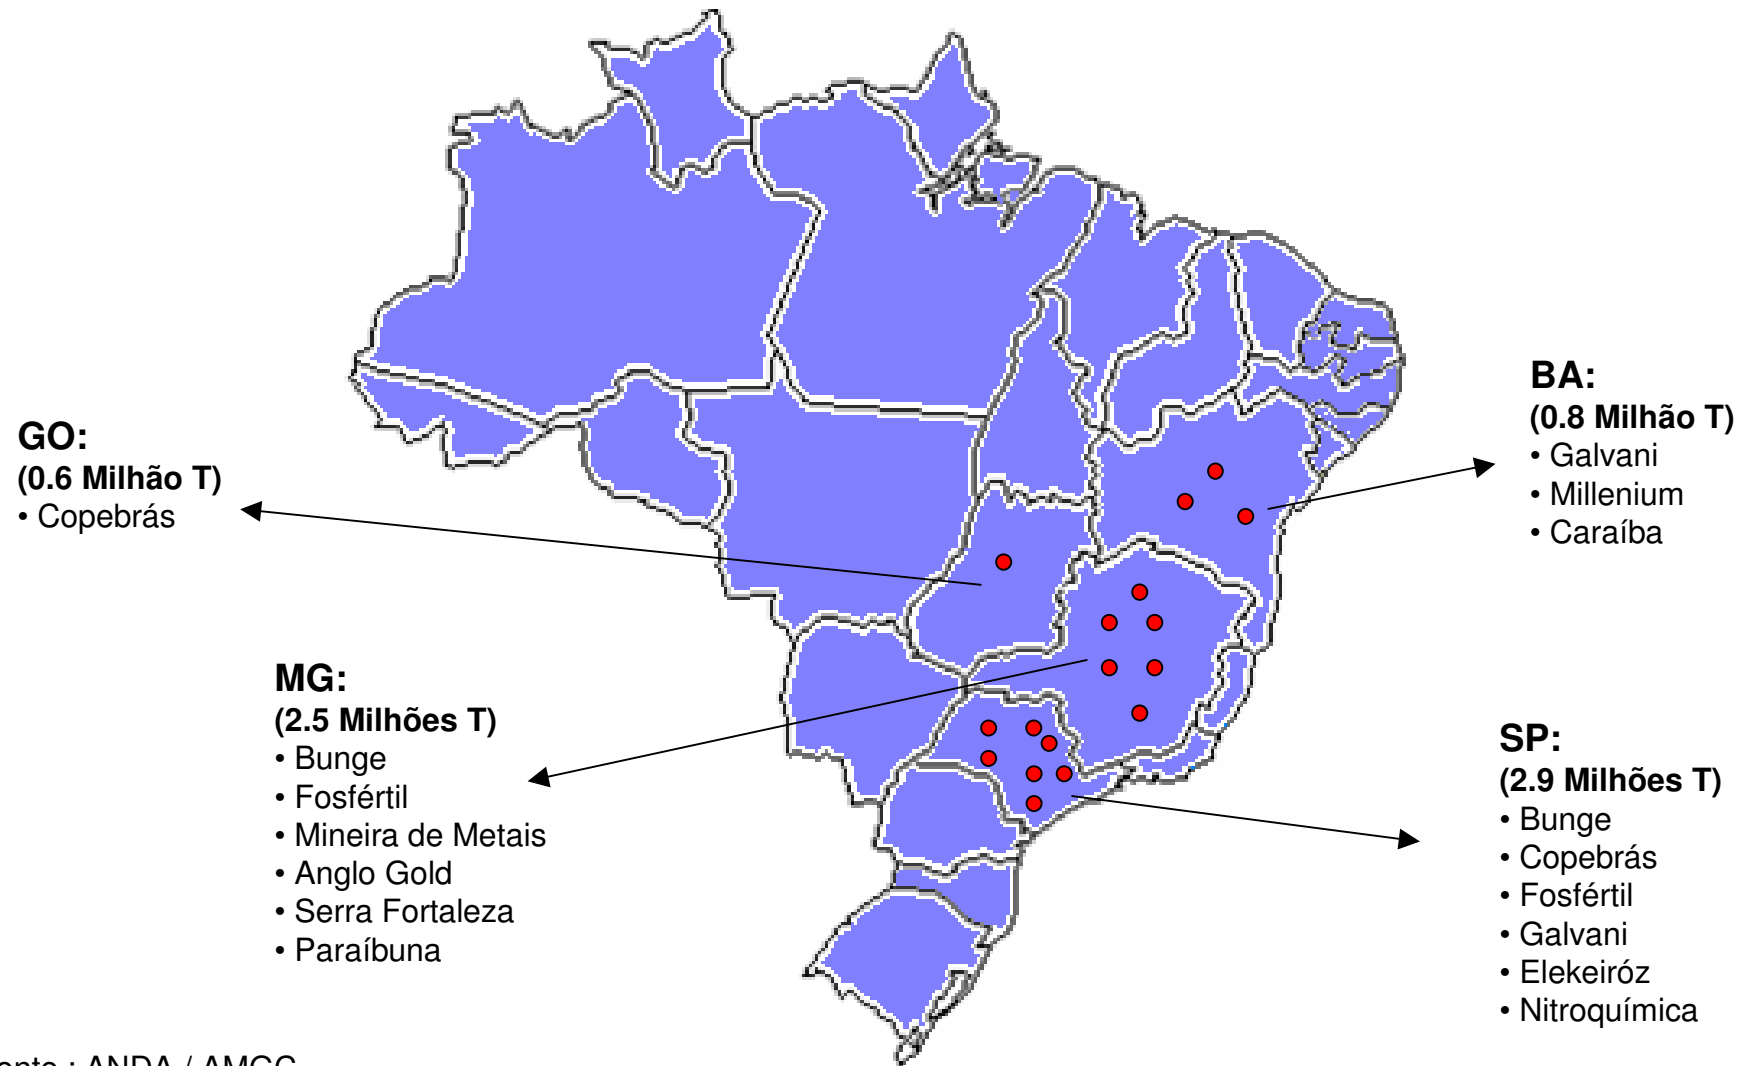 GO:
(0.6 Milhão T)
• Copebrás
MG:
(2.5 Milhões T)
• Bunge
• Fosfértil
• Mineira de Metais
• Anglo Gold
• Serra Fortaleza
• Paraíbuna
BA:
(0.8 Milhão T)
• Galvani
• Millenium
• Caraíba
SP:
(2.9 Milhões T)
• Bunge
• Copebrás
• Fosfértil
• Galvani
• Elekeiróz
• Nitroquímica
: ANDA /